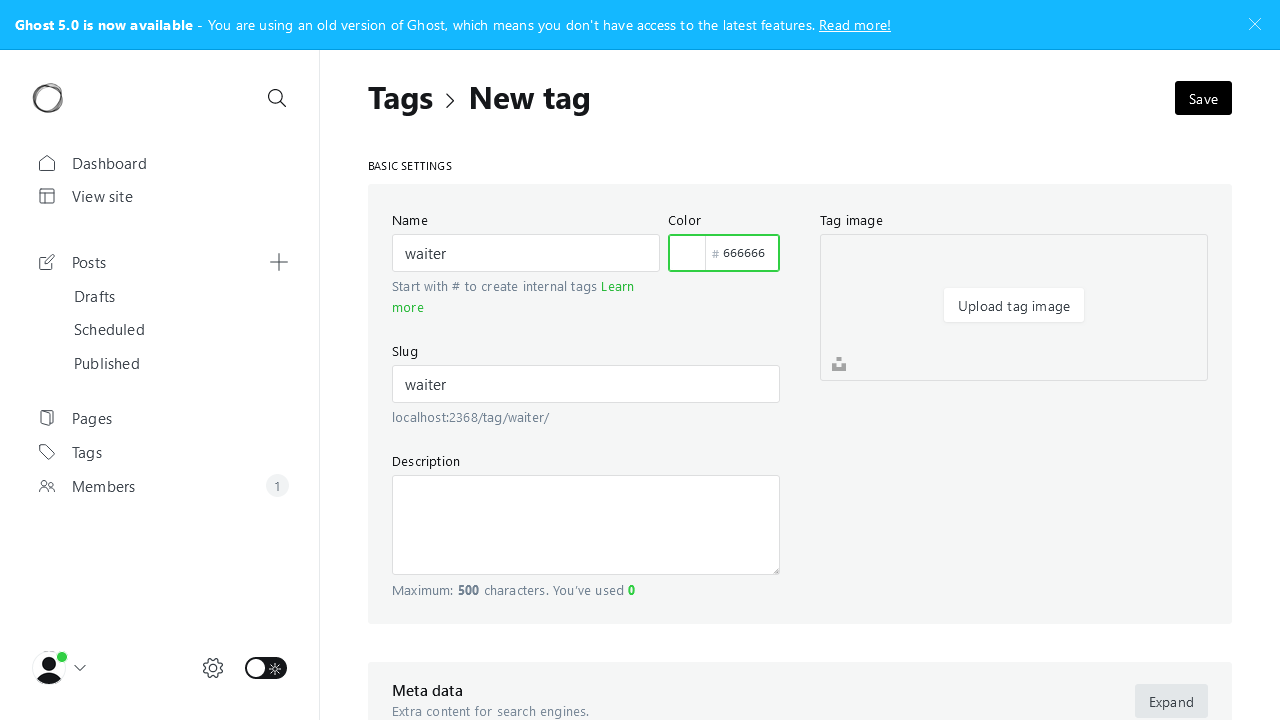 Ghost 5.0 is now available - You are using an old version of Ghost, which means you don't have access to the latest features. Read more!
Dashboard
View site
Posts
Drafts
Scheduled
Published
Pages
Tags
Members 1
Tags New tag
Save
BASIC SETTINGS
Name
waiter
Start with # to create internal tags Learn
more
Color
# 666666
Slug
waiter
localhost:2368/tag/waiter/
Description
Maximum: 500 characters. You've used 0
Tag image
Upload tag image
Meta data
Extra content for search engines.
Expand